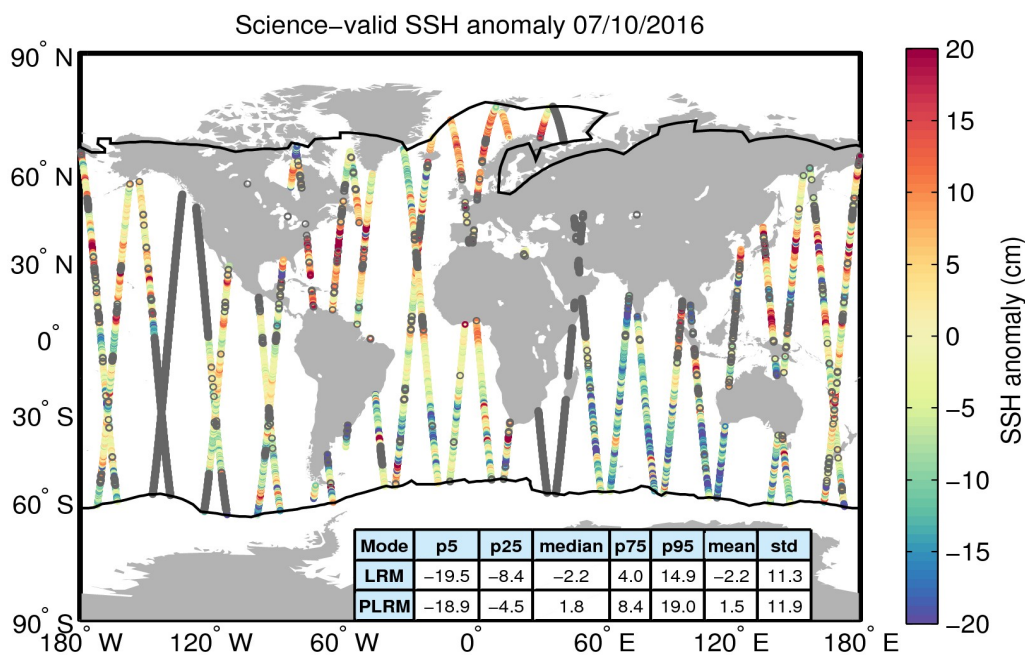 Science−valid SSH anomaly 07/10/2016
90° N
60° N
30° N
0°
30° S
60° S
90° S
180° W
120° W
60° W
0°
60° E
120° E
180° E
Mode p5 p25 median p75 p95 mean std
LRM −19.5 −8.4 −2.2 4.0 14.9 −2.2 11.3
PLRM −18.9 −4.5 1.8 8.4 19.0 1.5 11.9
20
15
10
5
0
−5
−10
−15
−20
SSH anomaly (cm)